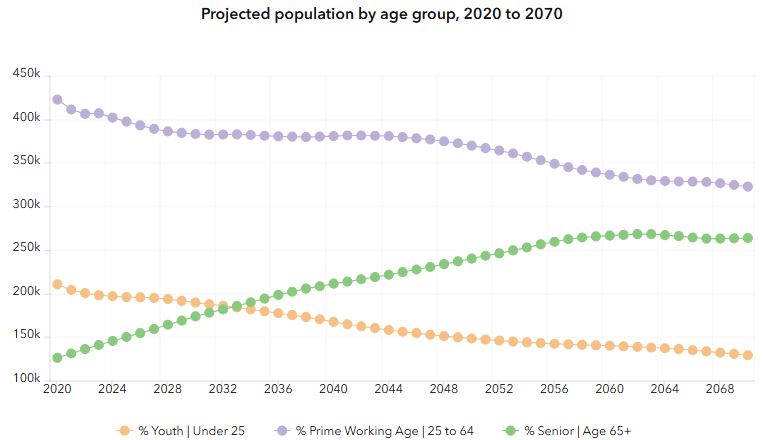 Projected population by age group, 2020 to 2070
450k
400k
350k
300k
250k
200k
150k
100k
2020 2024 2028 2032 2036 2040 2044 2048 2052 2056 2060 2064 2068
% Youth | Under 25 % Prime Working Age | 25 to 64 % Senior | Age 65+